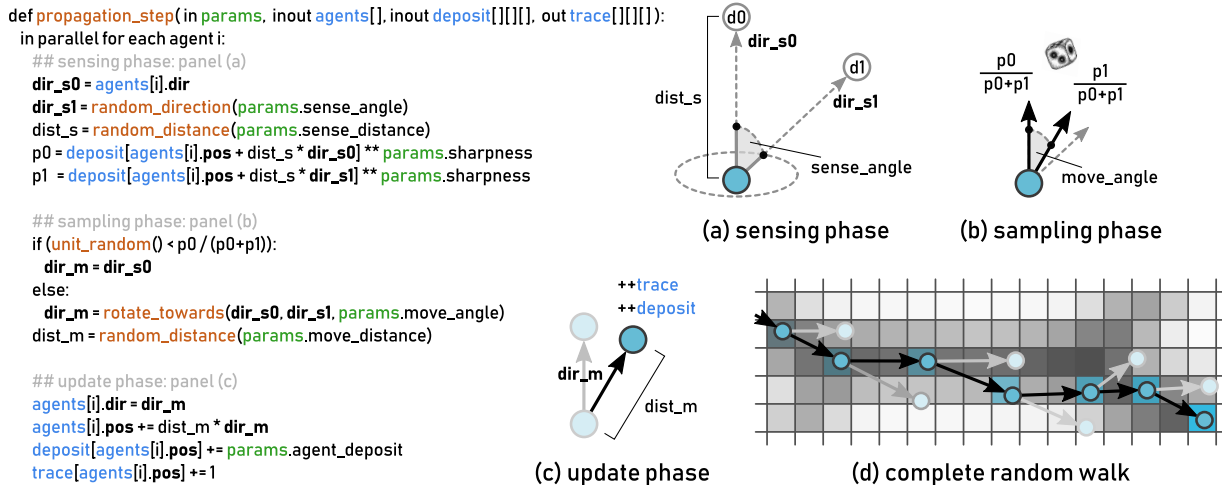 def propagation_step( in params, inout agents[], inout deposit[][][], out trace[][][] ):
in parallel for each agent i:
## sensing phase: panel (a)
dir_s0 = agents[i].dir
dir_s1 = random_direction(params.sense_angle)
dist_s = random_distance(params.sense_distance)
p0 = deposit[agents[i].pos + dist_s * dir_s0] ** params.sharpness
p1 = deposit[agents[i].pos + dist_s * dir_s1] ** params.sharpness
## sampling phase: panel (b)
if (unit_random() < p0 / (p0+p1)):
dir_m = dir_s0
else:
dir_m = rotate_towards(dir_s0, dir_s1, params.move_angle)
dist_m = random_distance(params.move_distance)
## update phase: panel (c)
agents[i].dir = dir_m
agents[i].pos += dist_m * dir_m
deposit[agents[i].pos] += params.agent_deposit
trace[agents[i].pos] += 1
d0
dir_s0
d1
dir_s1
dist_s
sense_angle
(a) sensing phase
p0
p0+p1
p1
p0+p1
move_angle
(b) sampling phase
++trace
++deposit
dir_m
dist_m
(c) update phase
(d) complete random walk